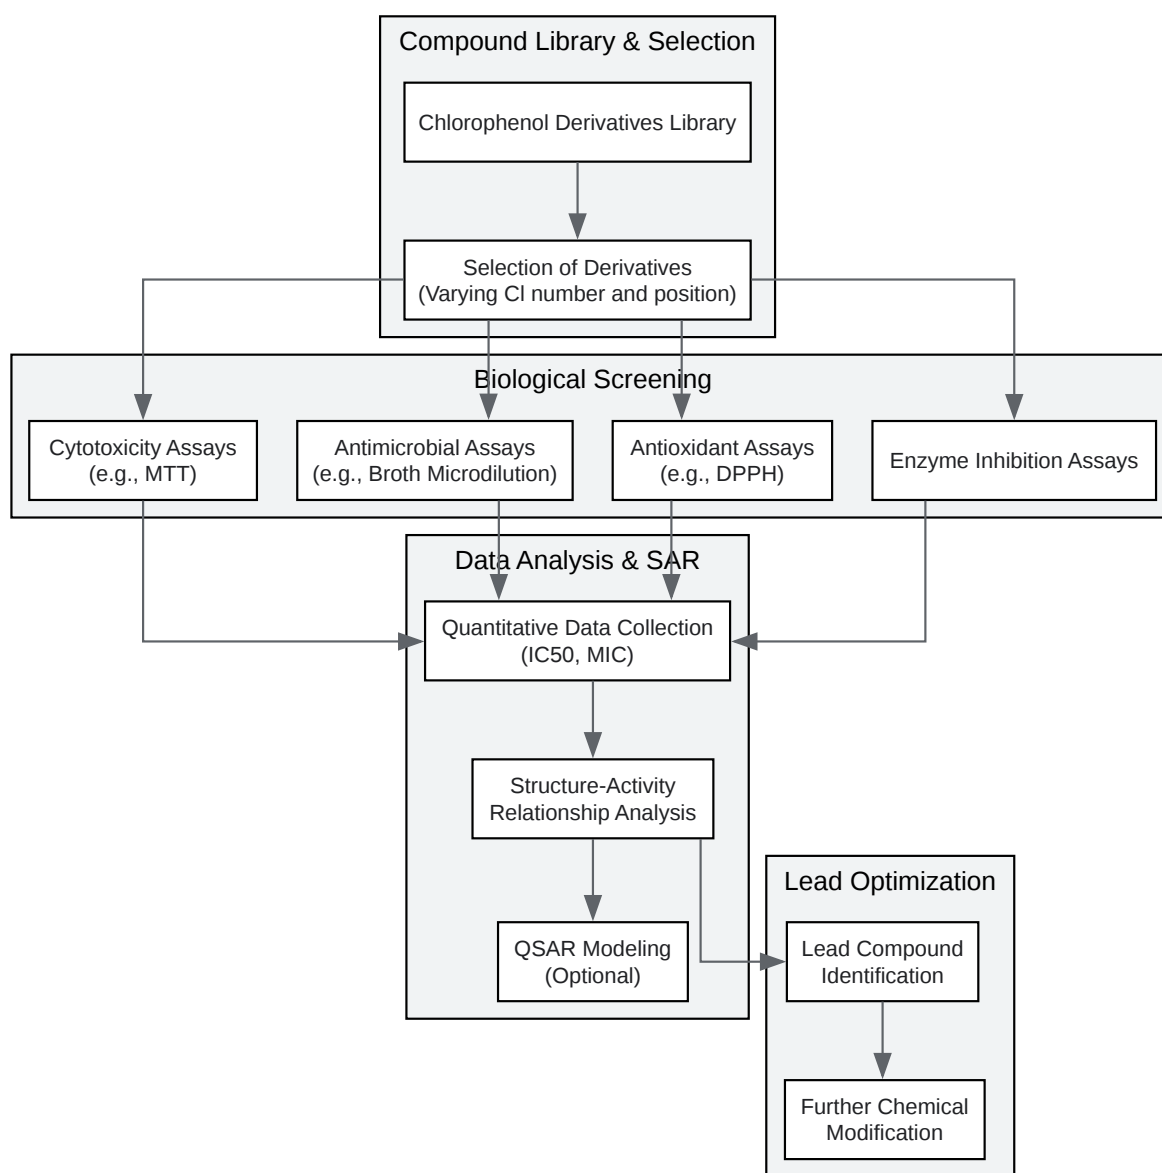 Compound Library & Selection
Chlorophenol Derivatives Library
Selection of Derivatives
(Varying Cl number and position)
Biological Screening
Cytotoxicity Assays
(e.g., MTT)
Antimicrobial Assays
(e.g., Broth Microdilution)
Antioxidant Assays
(e.g., DPPH)
Enzyme Inhibition Assays
Data Analysis & SAR
Quantitative Data Collection
(IC50, MIC)
Structure-Activity
Relationship Analysis
QSAR Modeling
(Optional)
Lead Optimization
Lead Compound
Identification
Further Chemical
Modification